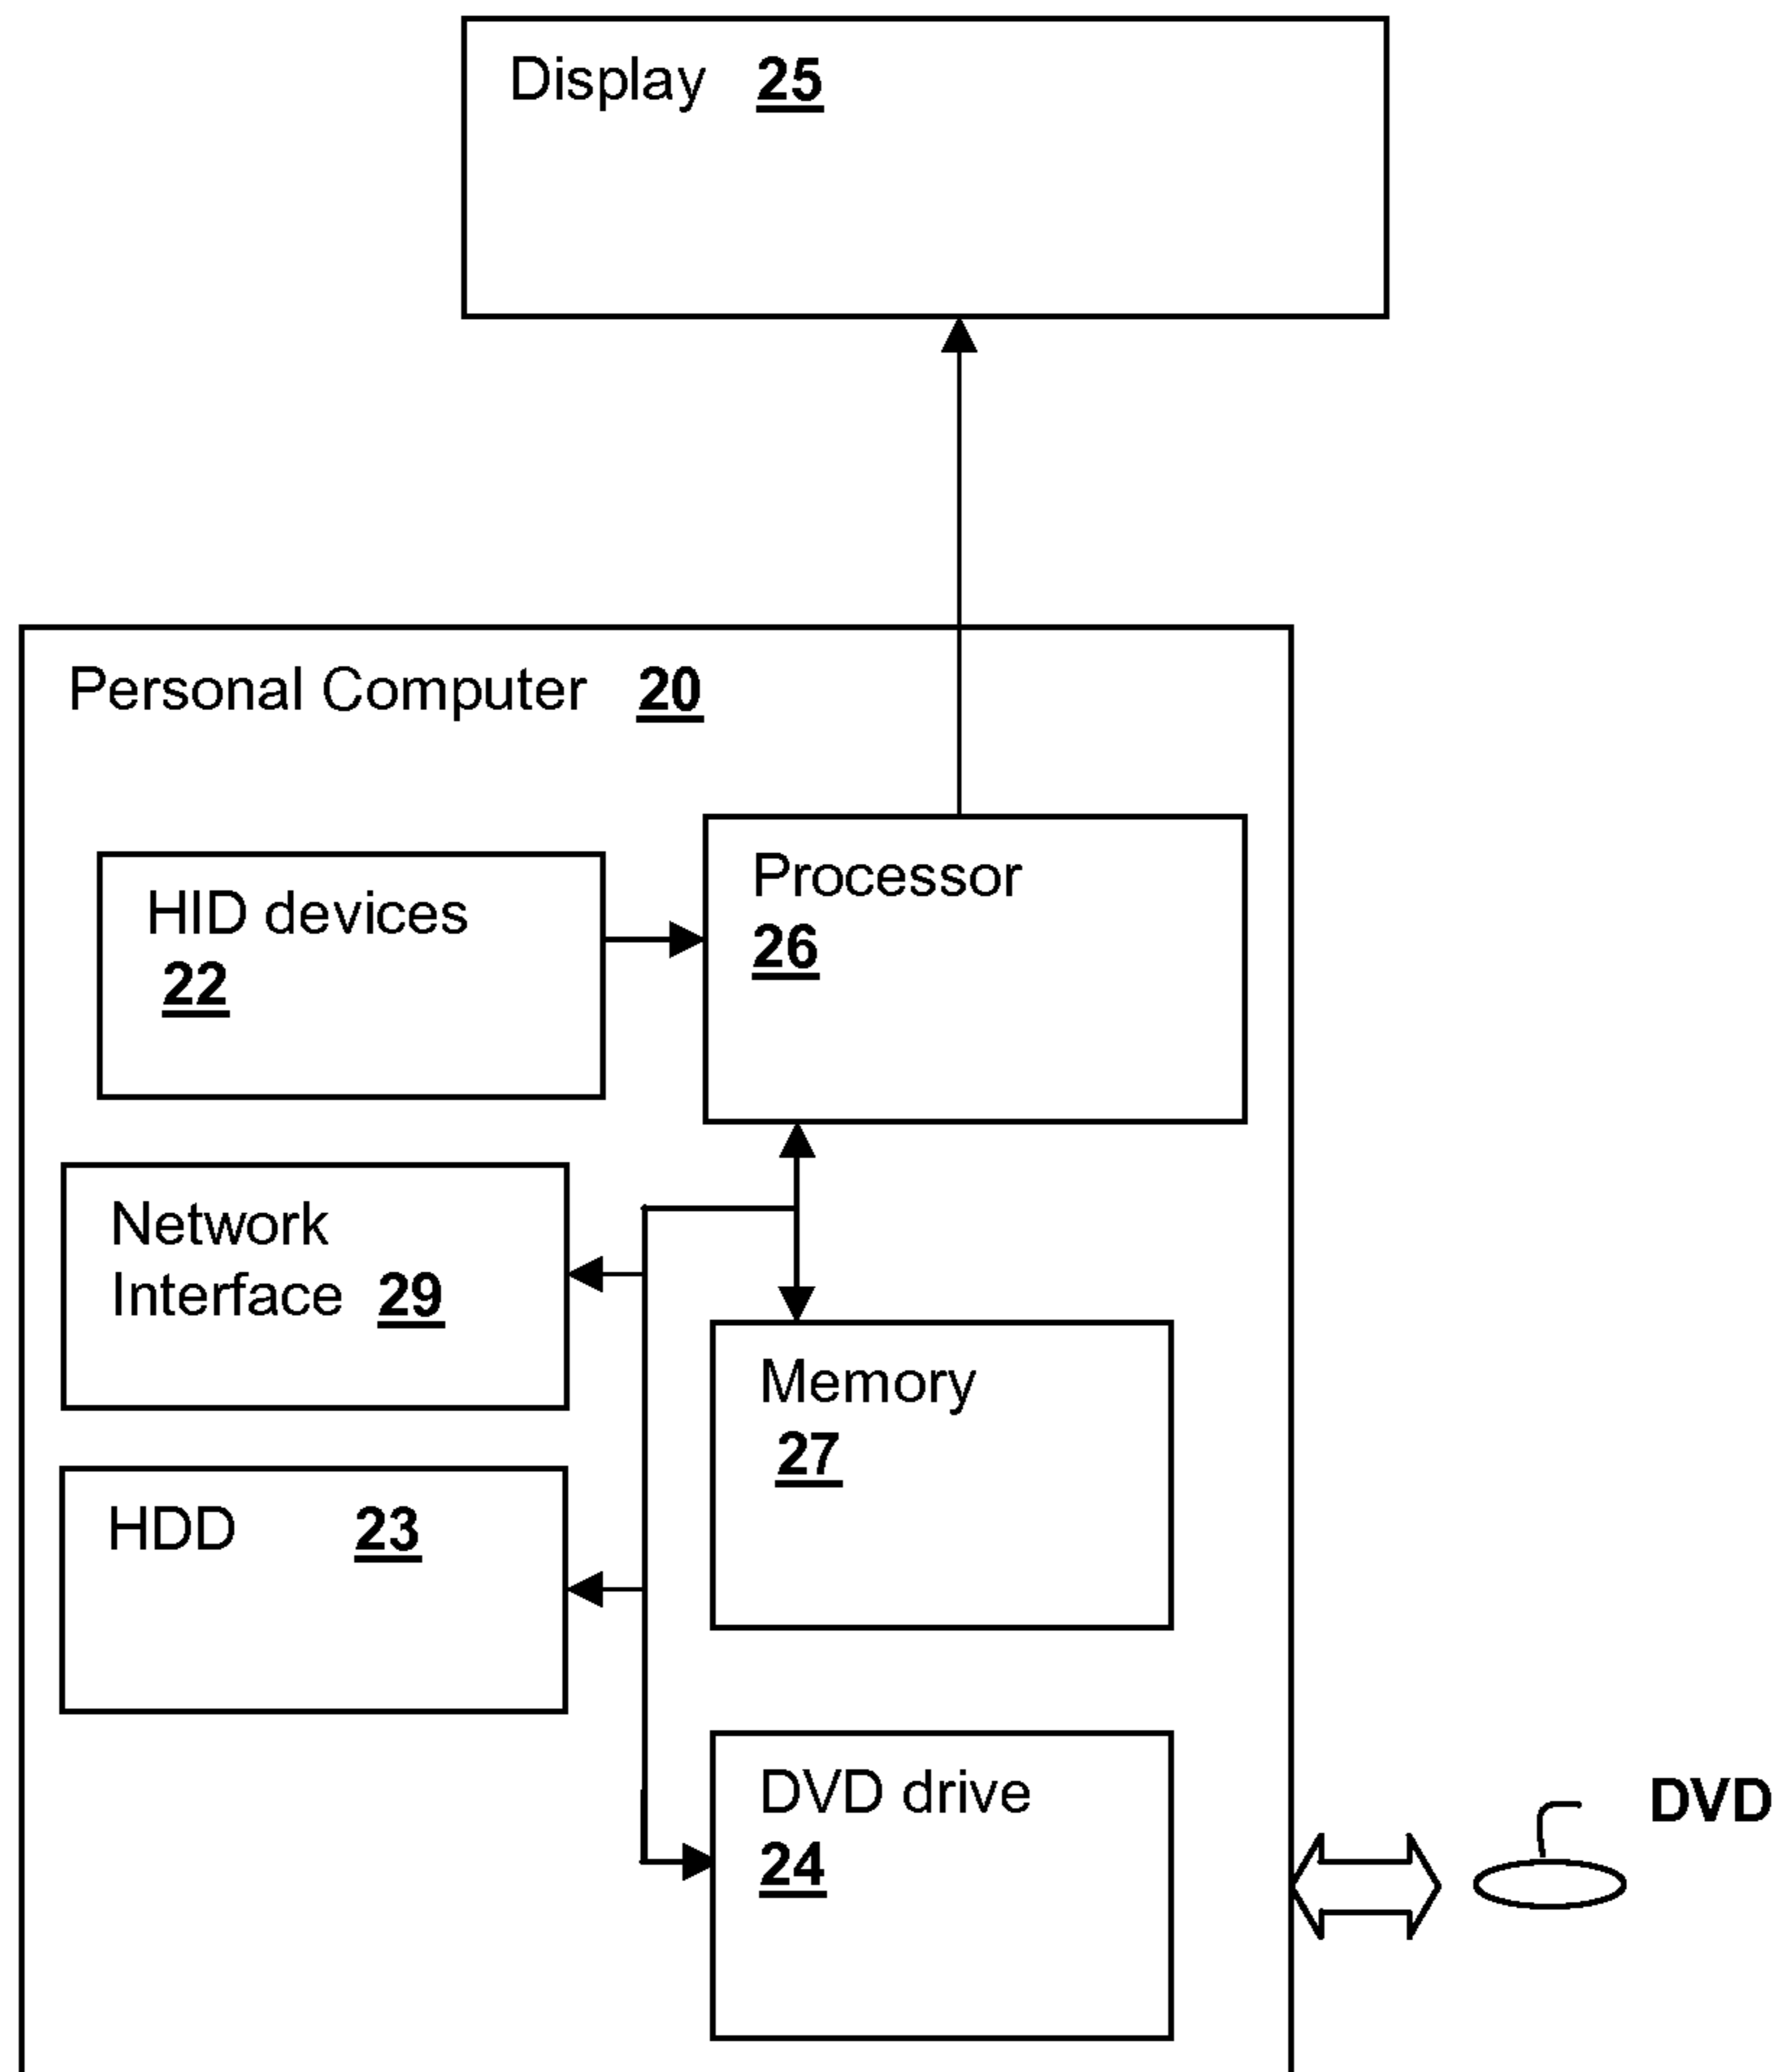 Display 25
Personal Computer 20
HID devices
22
Processor
26
Network
Interface 29
Memory
27
HDD 23
DVD drive
24
DVD